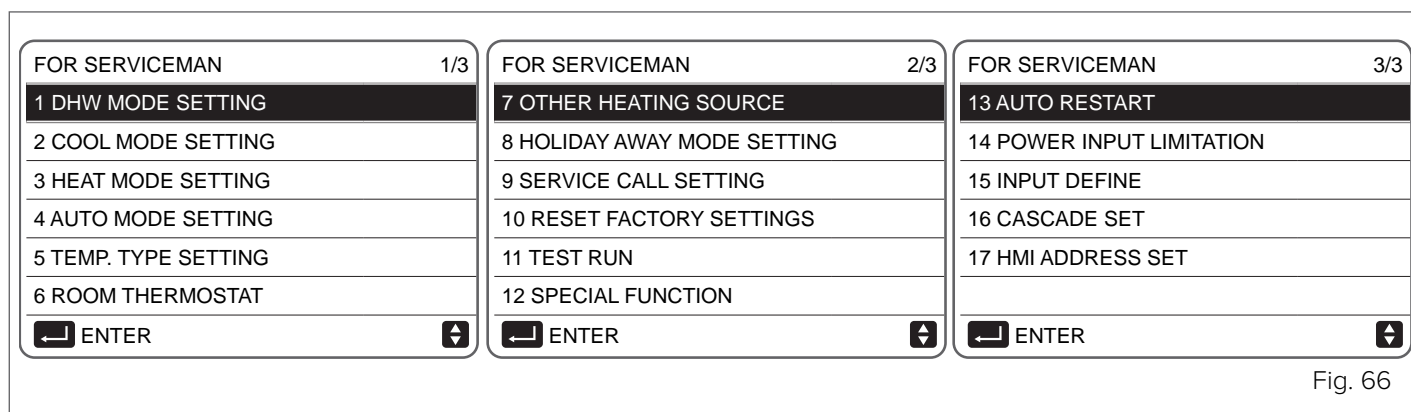 FOR SERVICEMAN 1/3
1 DHW MODE SETTING
2 COOL MODE SETTING
3 HEAT MODE SETTING
4 AUTO MODE SETTING
5 TEMP. TYPE SETTING
6 ROOM THERMOSTAT
ENTER
FOR SERVICEMAN 2/3
7 OTHER HEATING SOURCE
8 HOLIDAY AWAY MODE SETTING
9 SERVICE CALL SETTING
10 RESET FACTORY SETTINGS
11 TEST RUN
12 SPECIAL FUNCTION
ENTER
FOR SERVICEMAN 3/3
13 AUTO RESTART
14 POWER INPUT LIMITATION
15 INPUT DEFINE
16 CASCADE SET
17 HMI ADDRESS SET
ENTER
Fig. 66